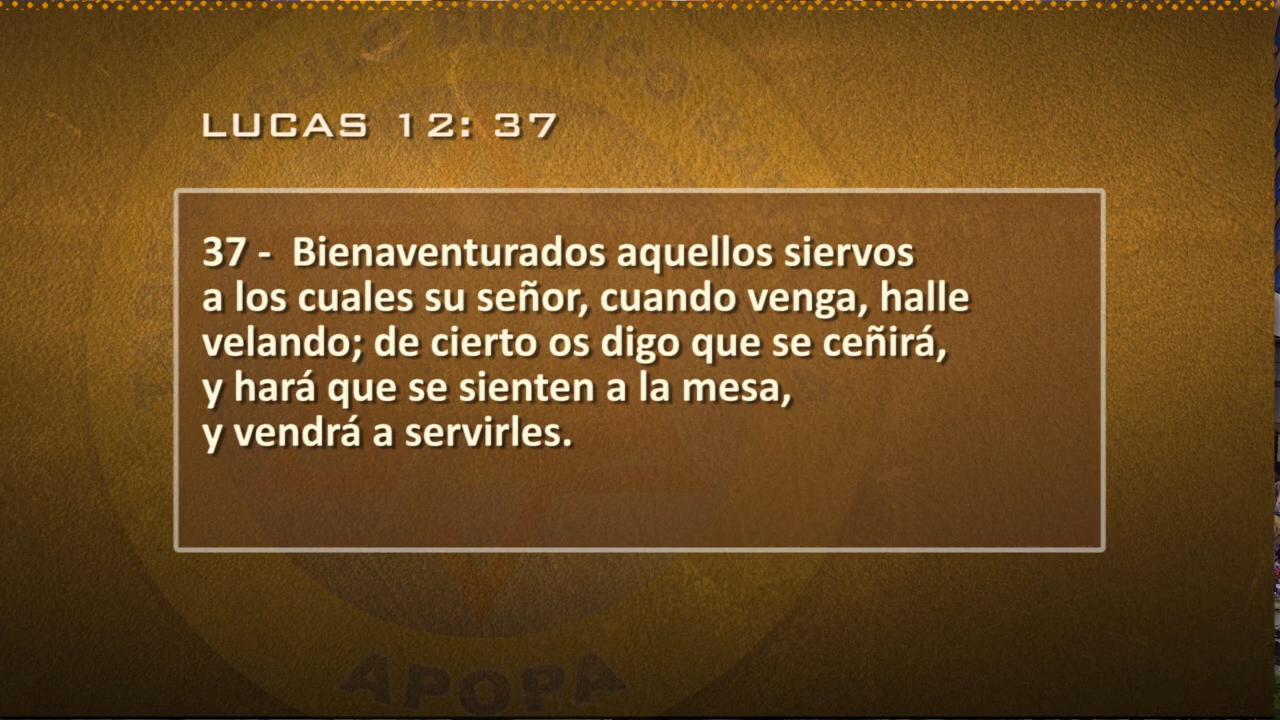 LUCAS 12: 37
37 - Bienaventurados aquellos siervos
a los cuales su señor, cuando venga, halle
velando; de cierto os digo que se ceñirá,
y hará que se sienten a la mesa,
y vendrá a servirles.
BÍBLICO
APOPA